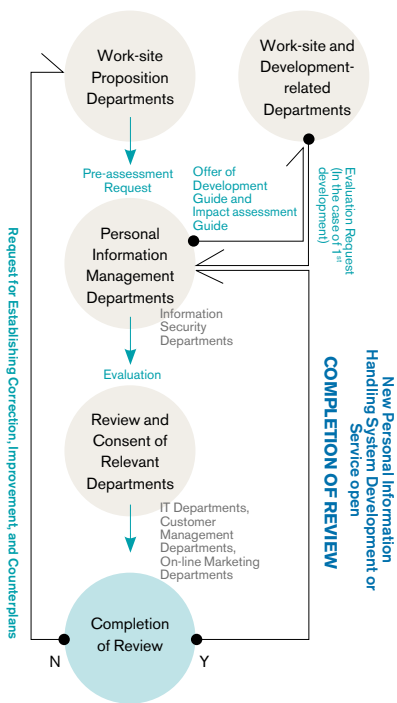 Work-site
Proposition
Departments
Work-site and
Development-
related
Departments
Pre-assessment
Request
Offer of
Development
Guide and
Impact assessment
Guide
Evaluation Request
(In the case of 1st
development)
Personal
Information
Management
Departments
Information
Security
Departments
Evaluation
Review and
Consent of
Relevant
Departments
IT Departments,
Customer
Management
Departments,
On-line Marketing
Departments
Completion
of Review
N
Y
Request for Establishing Correction, Improvement, and Counterplans
New Personal Information
Handling System Development or
Service open
COMPLETION OF REVIEW